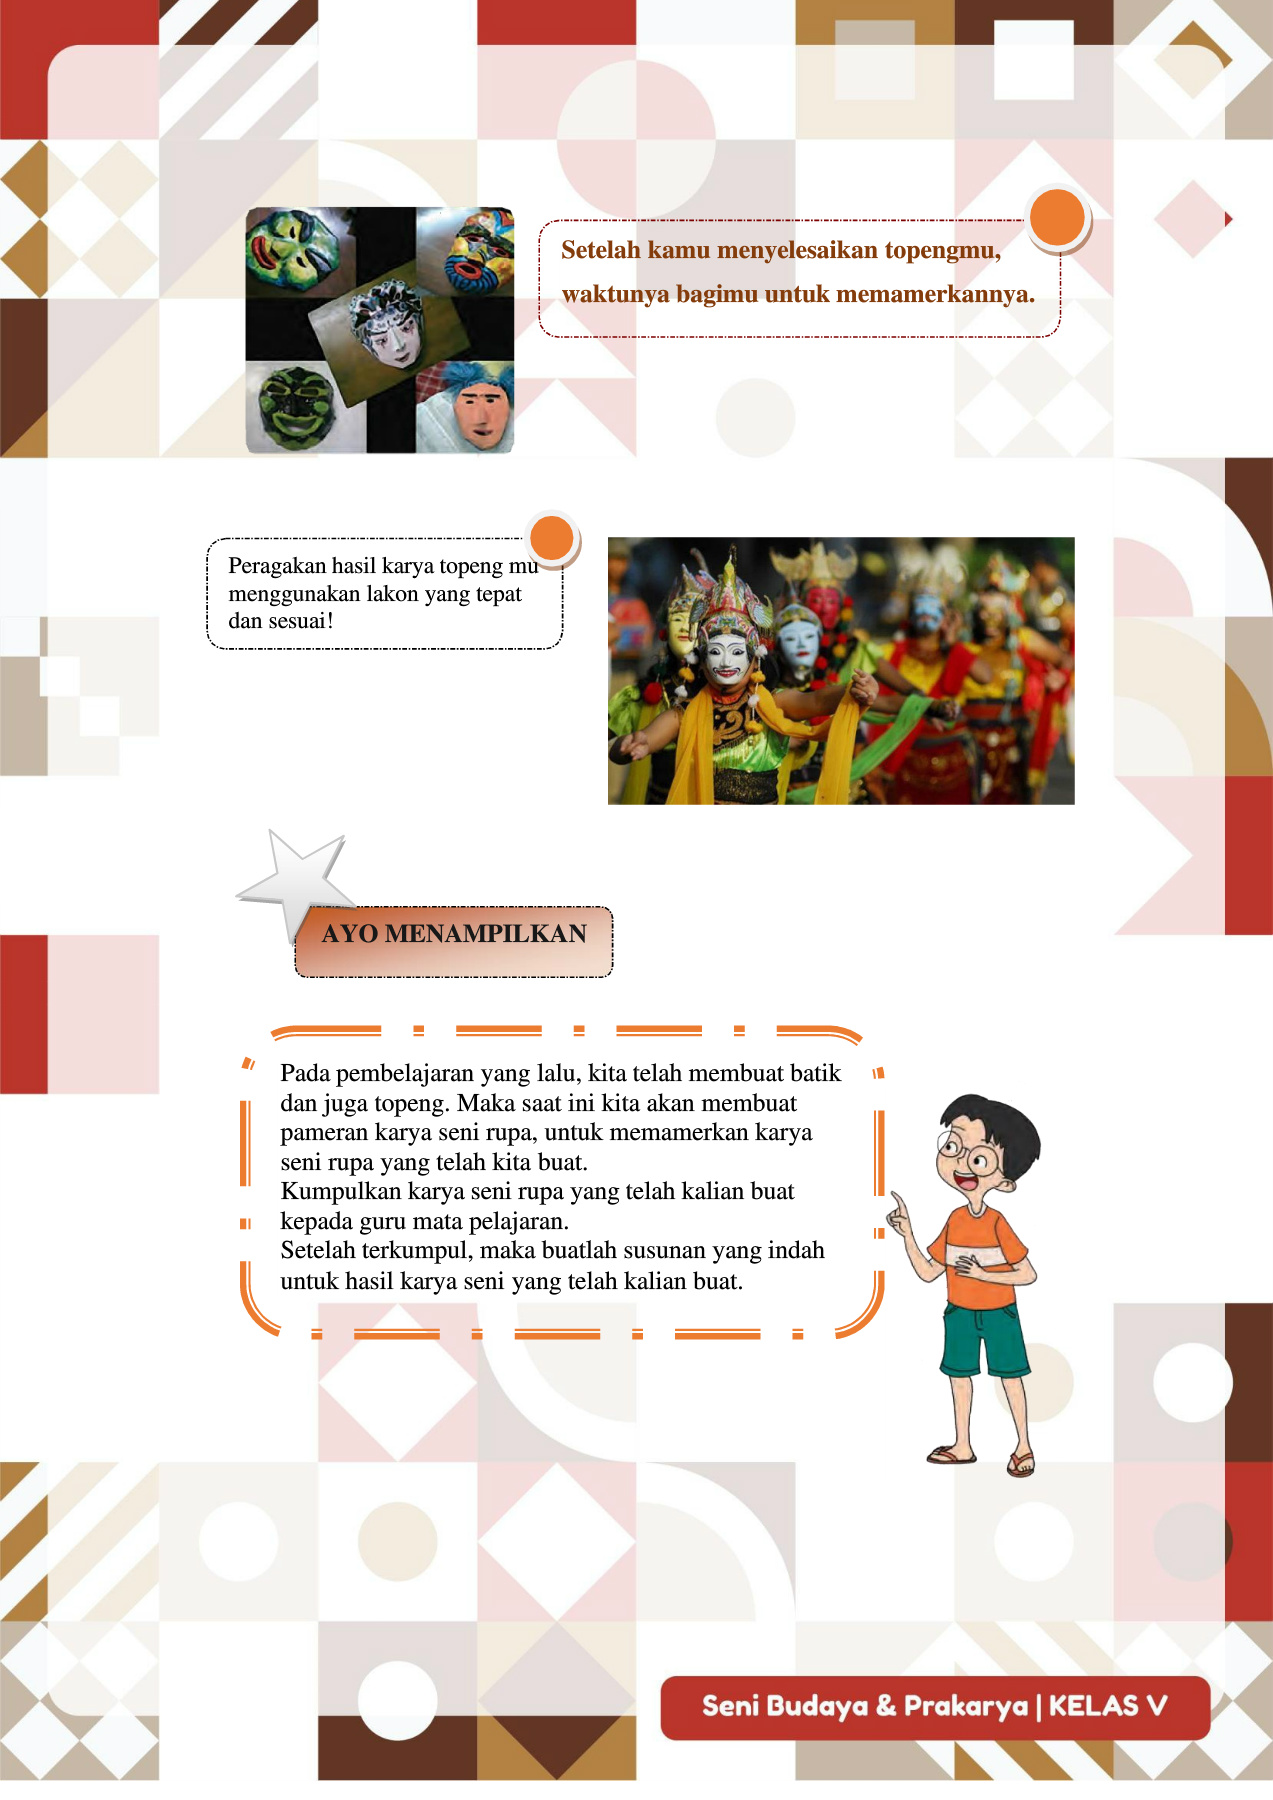 Setelah kamu menyelesaikan topengmu,
waktunya bagimu untuk memamerkannya.
Peragakan hasil karya topeng mu
menggunakan lakon yang tepat
dan sesuai!
AYO MENAMPILKAN
Pada pembelajaran yang lalu, kita telah membuat batik
dan juga topeng. Maka saat ini kita akan membuat
pameran karya seni rupa, untuk memamerkan karya
seni rupa yang telah kita buat.
Kumpulkan karya seni rupa yang telah kalian buat
kepada guru mata pelajaran.
Setelah terkumpul, maka buatlah susunan yang indah
untuk hasil karya seni yang telah kalian buat.
Seni Budaya & Prakarya | KELAS V